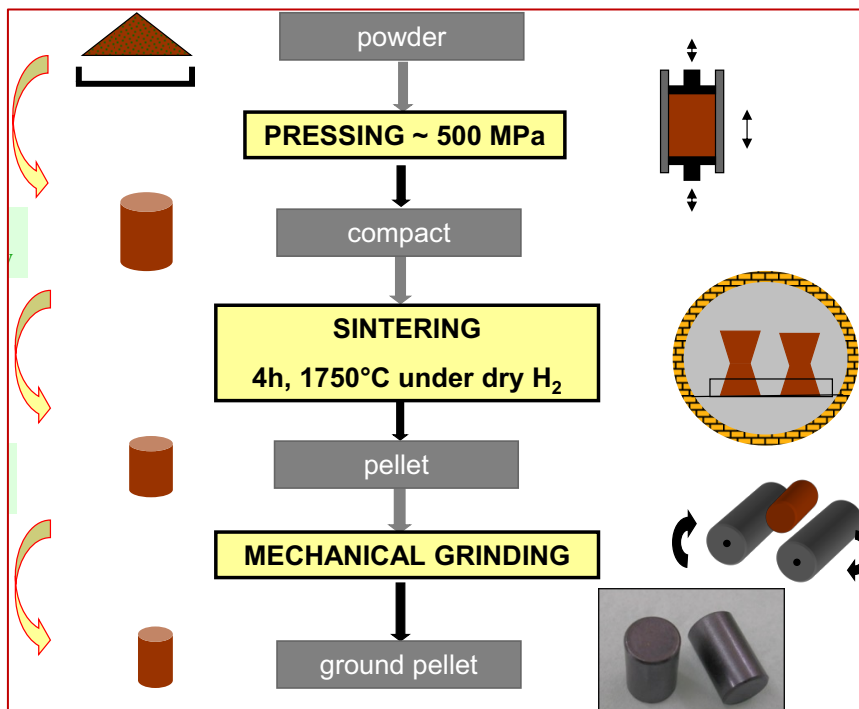 powder
PRESSING ~ 500 MPa
compact
SINTERING
4h, 1750°C under dry H₂
pellet
MECHANICAL GRINDING
ground pellet